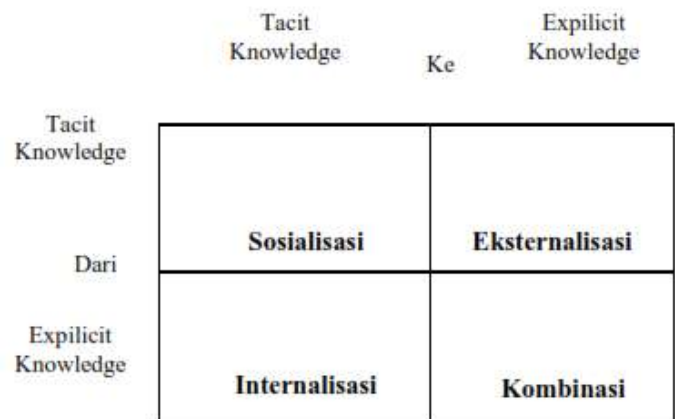 Tacit
Knowledge
Ke
Expilicit
Knowledge
Tacit
Knowledge
Sosialisasi
Eksternalisasi
Dari
Expilicit
Knowledge
Internalisasi
Kombinasi